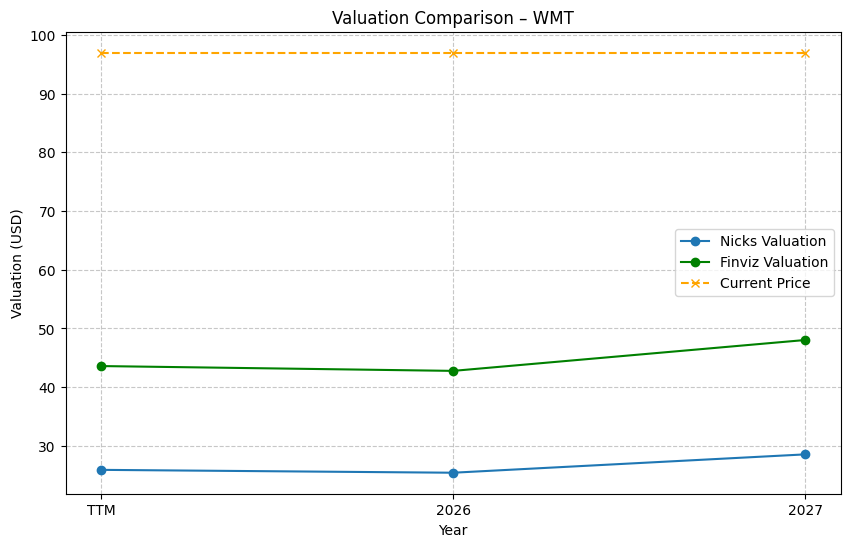 Valuation Comparison – WMT
Valuation (USD)
100
90
80
70
60
50
40
30
Nicks Valuation
Finviz Valuation
Current Price
TTM
2026
2027
Year